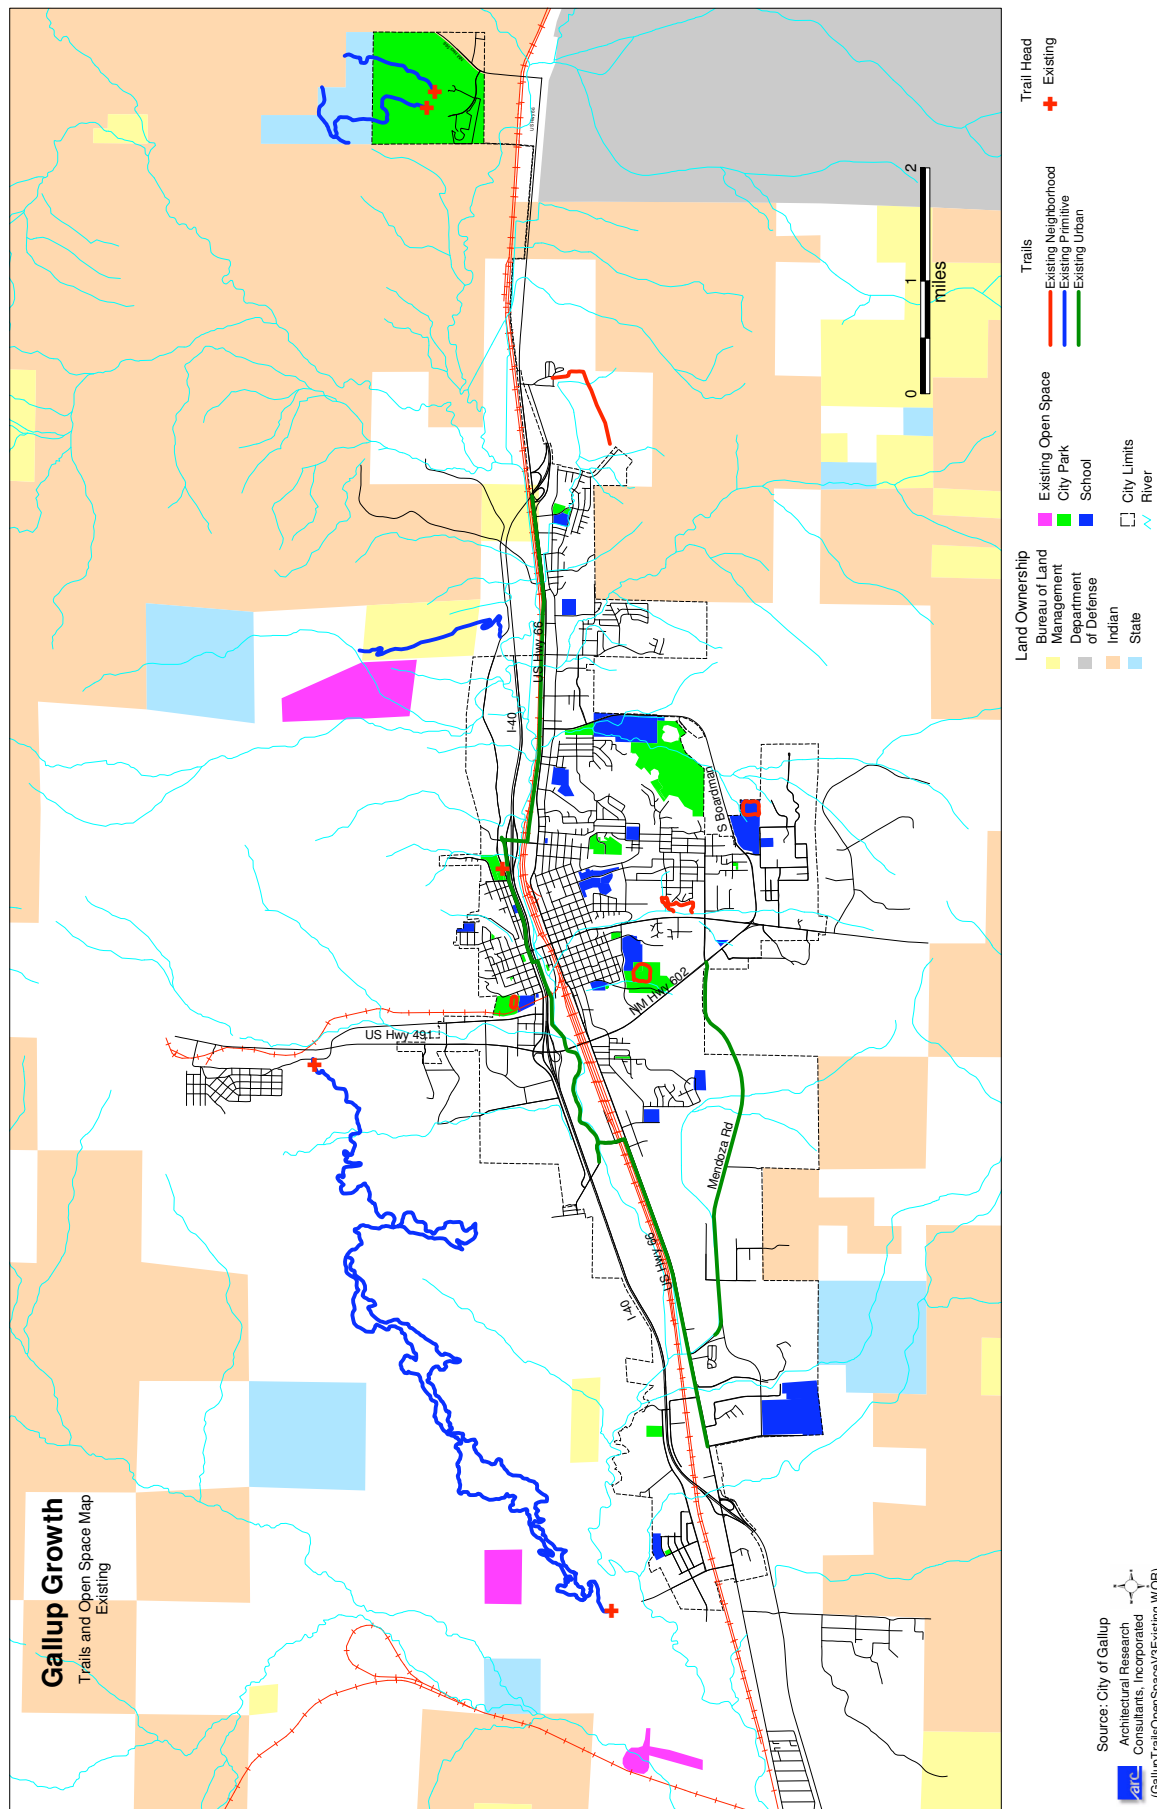 Gallup Growth
Trails and Open Space Map
Existing
US Hwy 66
I-40
US Hwy 491
US Hwy 66
I-40
S Boardman
NM Hwy 602
Mendoza Rd
0
1
2
miles
Land Ownership
Bureau of Land
Management
Department
of Defense
Indian
State
Existing Open Space
City Park
School
City Limits
River
Trails
Existing Neighborhood
Existing Primitive
Existing Urban
Trail Head
Existing
Source: City of Gallup
arc
Architectural Research
Consultants, Incorporated
(GallupTrailsOpenSpaceV3Existing.WOR)